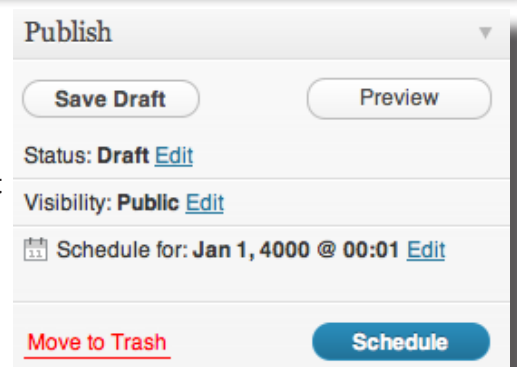 Publish
Save Draft Preview
Status: Draft Edit
Visibility: Public Edit
11 Schedule for: Jan 1, 4000 @ 00:01 Edit
Move to Trash Schedule